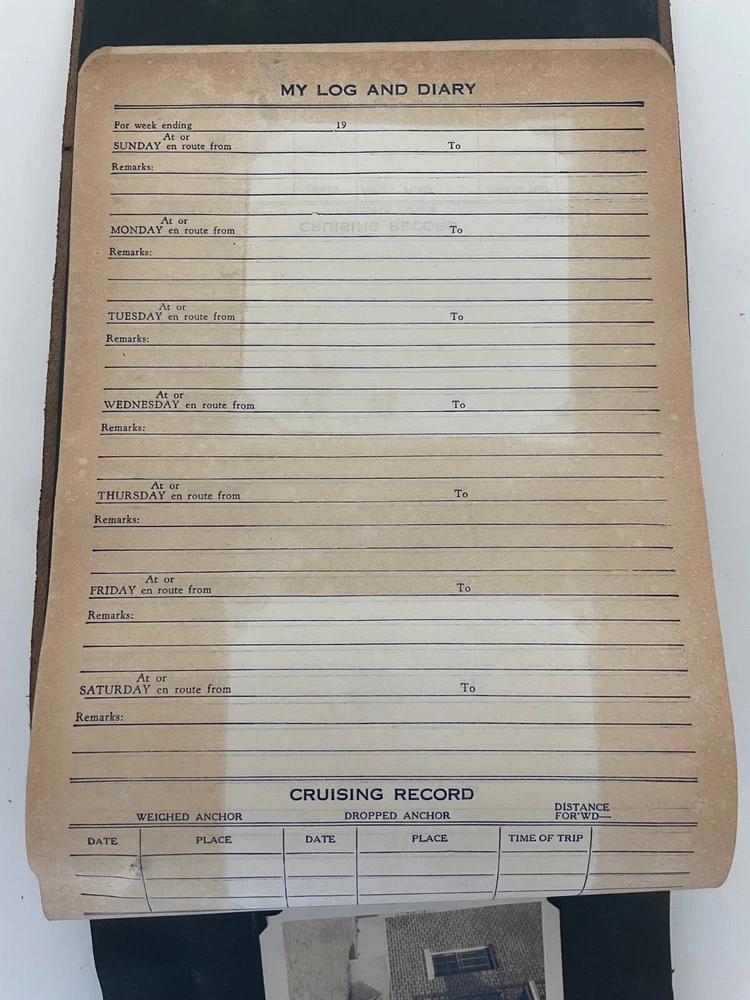 MY LOG AND DIARY
For week ending 19
At or
SUNDAY en route from To
Remarks:
At or
MONDAY en route from To
Remarks:
At or
TUESDAY en route from To
Remarks:
At or
WEDNESDAY en route from To
Remarks:
At or
THURSDAY en route from To
Remarks:
At or
FRIDAY en route from To
Remarks:
At or
SATURDAY en route from To
Remarks:
CRUISING RECORD
WEIGHED ANCHOR DROPPED ANCHOR DISTANCE
FOR'WD—
DATE PLACE DATE PLACE TIME OF TRIP